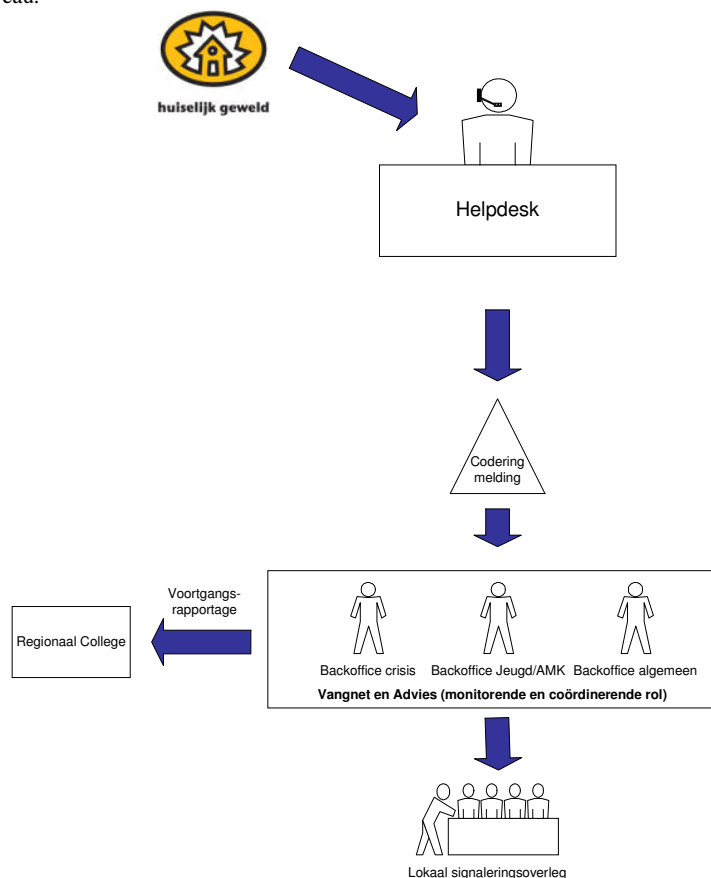 eau.
huiselijk geweld
Helpdesk
Codering
melding
Voortgangs-
rapportage
Regionaal College
Backoffice crisis Backoffice Jeugd/AMK Backoffice algemeen
Vangnet en Advies (monitorende en coördinerende rol)
Lokaal signaleringsoverleg